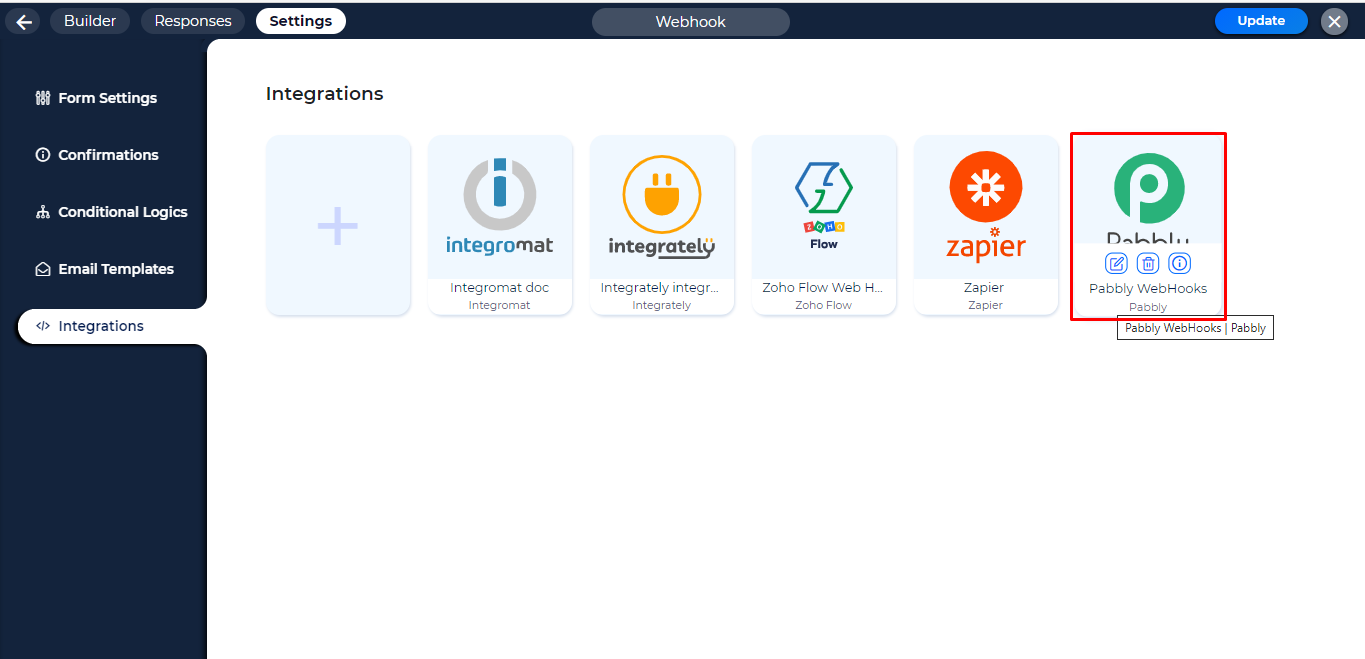 Builder Responses Settings Webhook Update
Form Settings
Confirmations
Conditional Logics
Email Templates
Integrations
Integrations
integromat
Integromat doc
Integromat
integrately
Integrately integr...
Integrately
ZOHO
Flow
Zoho Flow Web H...
Zoho Flow
zapier
Zapier
Zapier
Pabbly
Pabbly WebHooks
Pabbly
Pabbly WebHooks | Pabbly